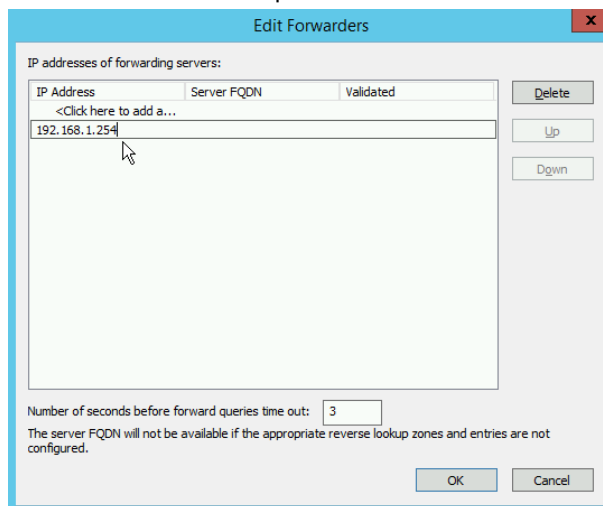 Edit Forwarders
x
IP addresses of forwarding servers:
IP Address Server FQDN Validated
<Click here to add a...
192.168.1.254
Delete
Up
Down
Number of seconds before forward queries time out: 3
The server FQDN will not be available if the appropriate reverse lookup zones and entries are not
configured.
OK Cancel